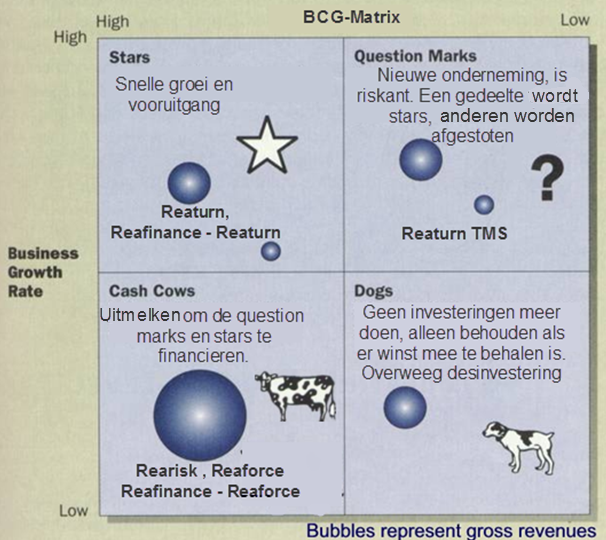 BCG-Matrix
High
Low
High
Stars
Snelle groei en
vooruitgang
Reaturn,
Reafinance - Reaturn
Question Marks
Nieuwe onderneming, is
riskant. Een gedeelte wordt
stars, anderen worden
afgestoten
?
Reaturn TMS
Business
Growth
Rate
Cash Cows
Uitmelken om de question
marks en stars te
financieren.
Rearisk , Reaforce
Reafinance - Reaforce
Dogs
Geen investeringen meer
doen, alleen behouden als
er winst mee te behalen is.
Overweeg desinvestering
Low
Bubbles represent gross revenues